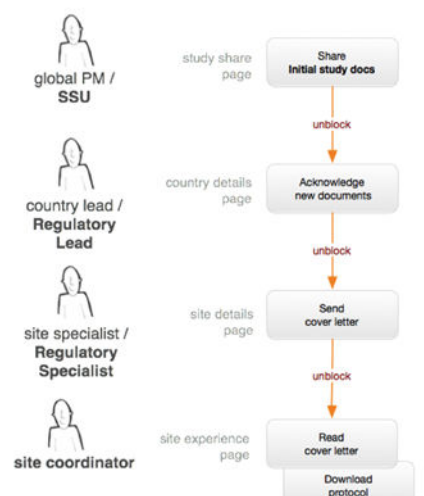 global PM /
SSU
study share
page
Share
Initial study docs
unblock
country lead /
Regulatory
Lead
country details
page
Acknowledge
new documents
unblock
site specialist /
Regulatory
Specialist
site details
page
Send
cover letter
unblock
site coordinator
site experience
page
Read
cover letter
Download
protocol